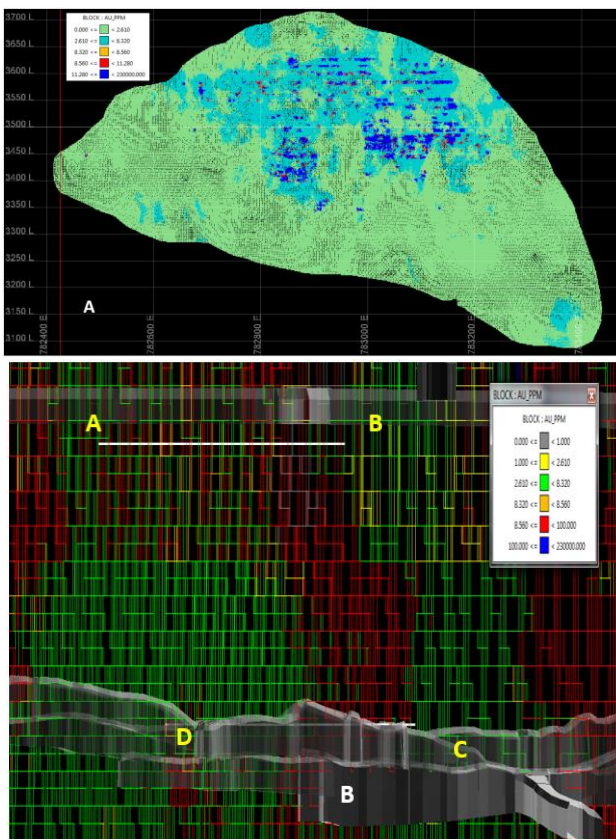 3700 L
BLOCK : AU_PPM
0.000 <= < 2.610
2.610 <= < 8.320
8.320 <= < 8.560
8.560 <= < 11.280
11.280 <= < 230000.000
3600 L
3550 L
3500 L
3450 L
3400 L
3300 L
3250 L
3200 L
3150 L
3100 L
A
782400 E
782600 E
782800 E
783000 E
783200 E
A
B
BLOCK : AU_PPM
x
BLOCK : AU_PPM
0.000 <= < 1.000
1.000 <= < 2.610
2.610 <= < 8.320
8.320 <= < 8.560
8.560 <= < 100.000
100.000 <= < 230000.000
D
C
B